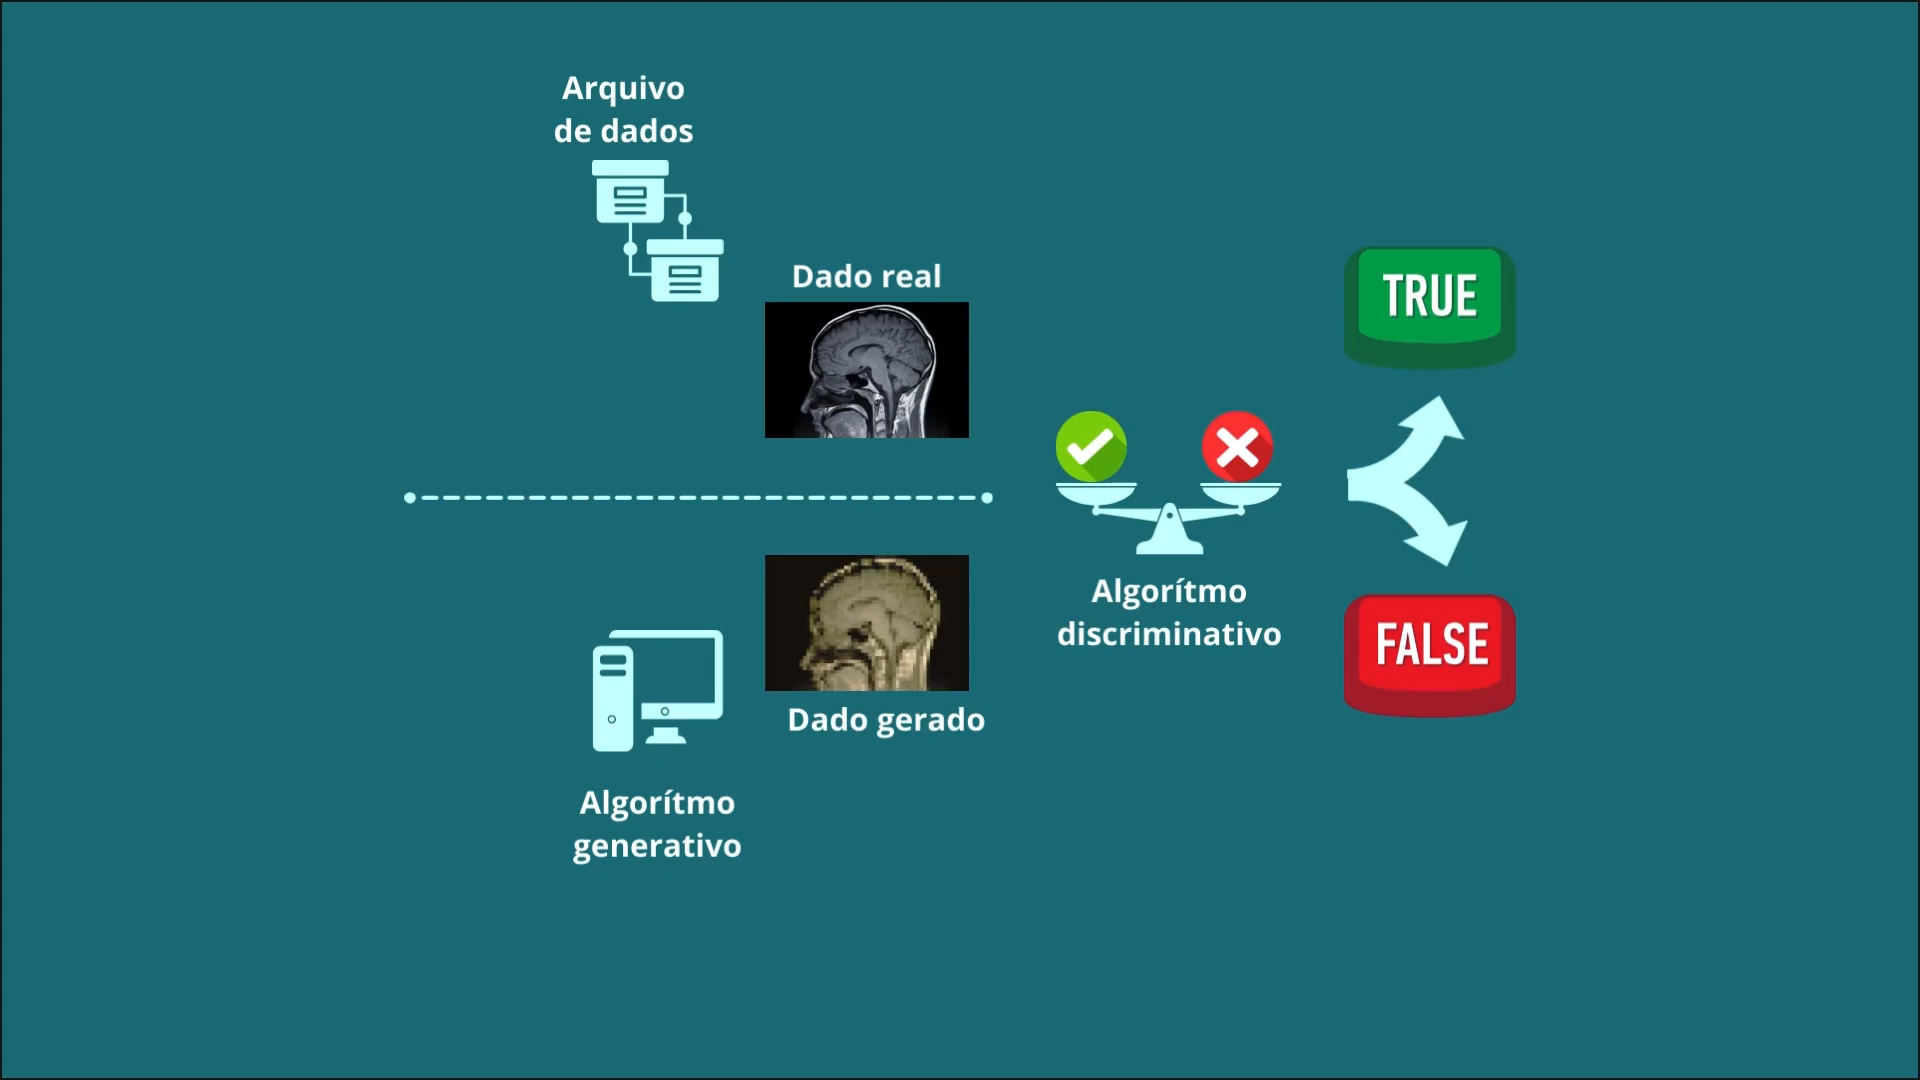 Arquivo
de dados
Dado real
TRUE
Algorítmo
discriminativo
FALSE
Dado gerado
Algorítmo
generativo